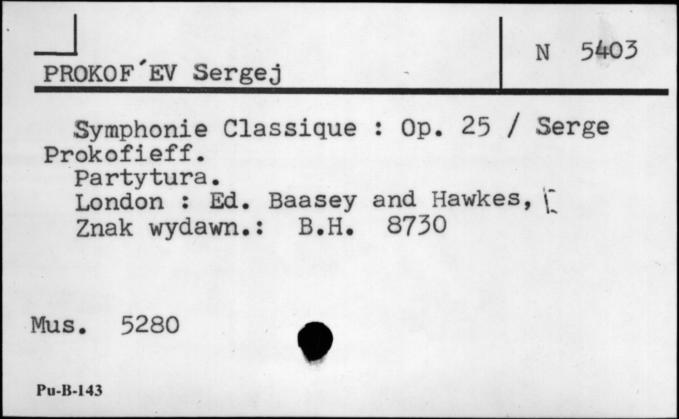 N 5403
PROKOF´EV Sergej
Symphonie Classique : Op. 25 / Serge
Prokofieff.
Partytura.
London : Ed. Baasey and Hawkes,
Znak wydawn.: B.H. 8730
Mus. 5280
Pu-B-143